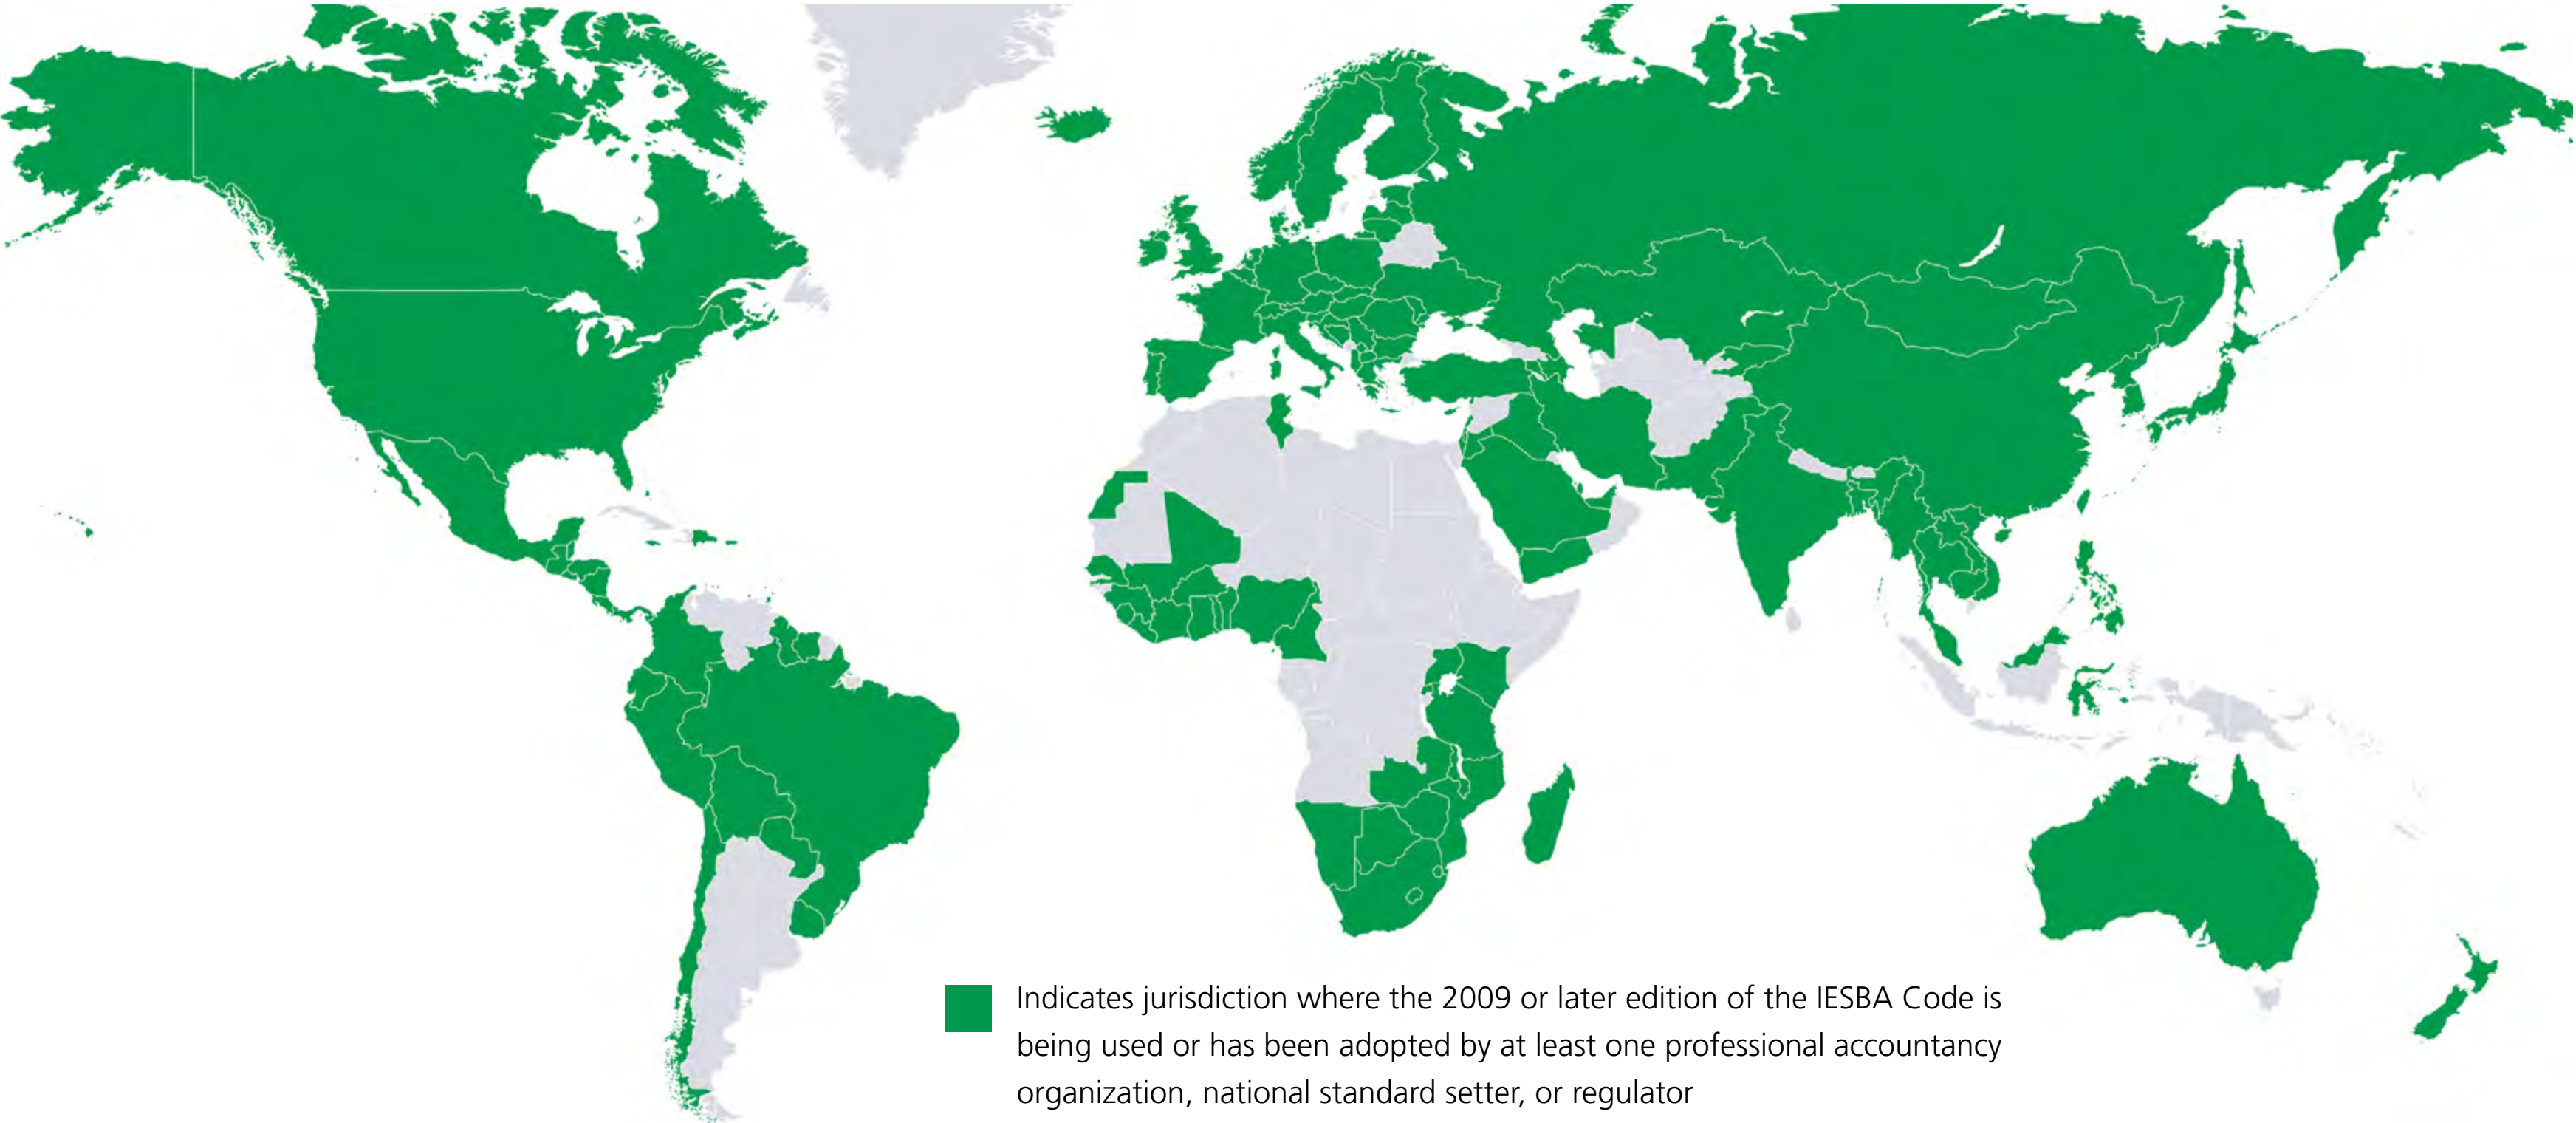 Indicates jurisdiction where the 2009 or later edition of the IESBA Code is
being used or has been adopted by at least one professional accountancy
organization, national standard setter, or regulator